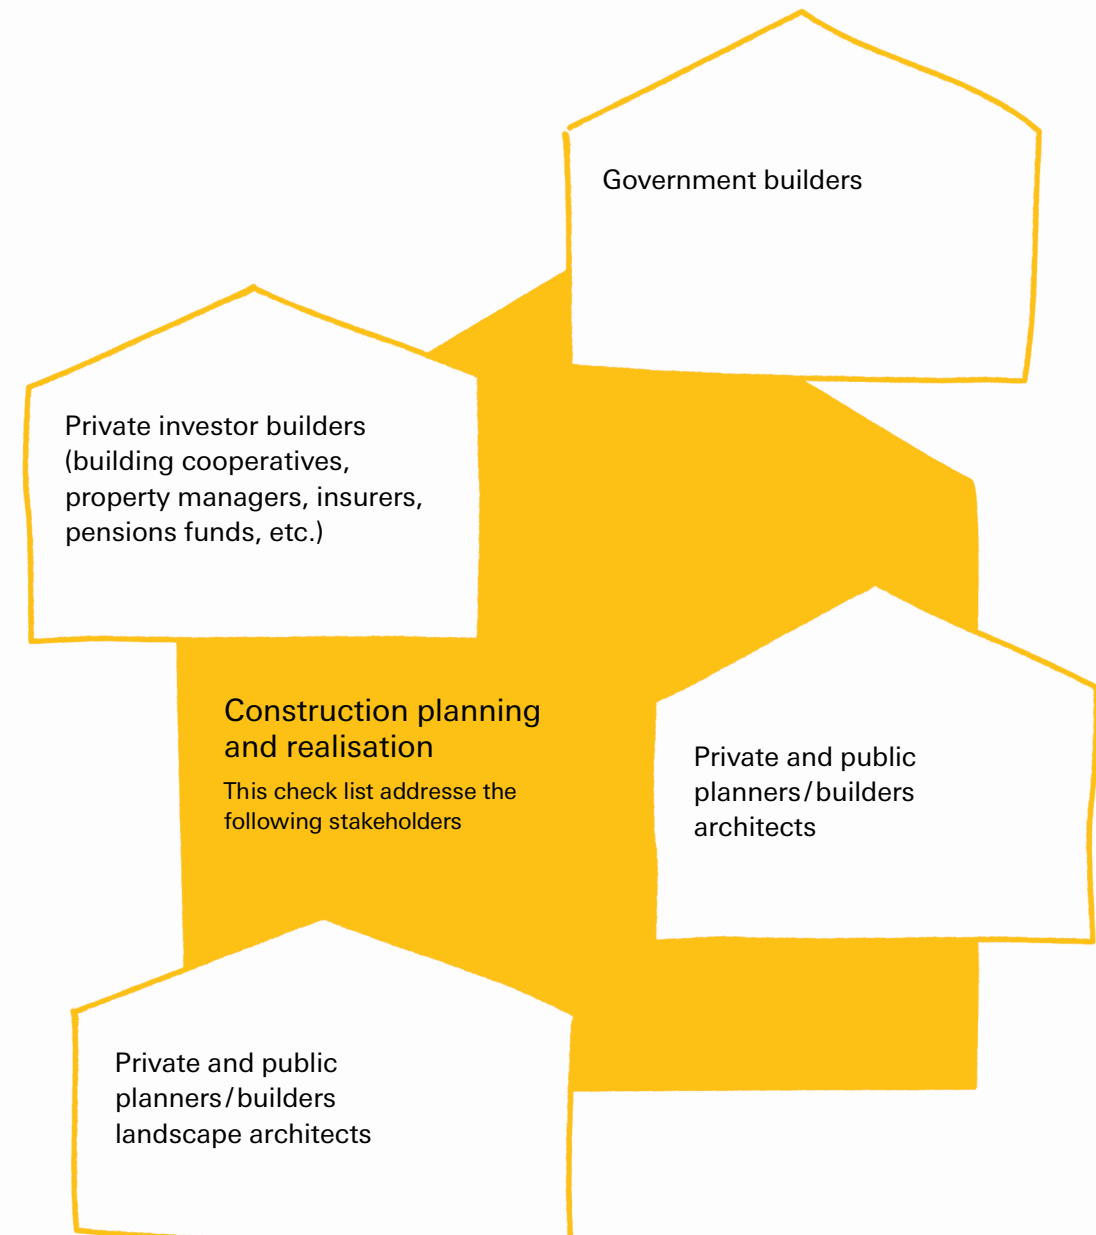 Government builders
Private investor builders
(building cooperatives,
property managers, insurers,
pensions funds, etc.)
Construction planning
and realisation
This check list addresse the
following stakeholders
Private and public
planners/builders
architects
Private and public
planners/builders
landscape architects